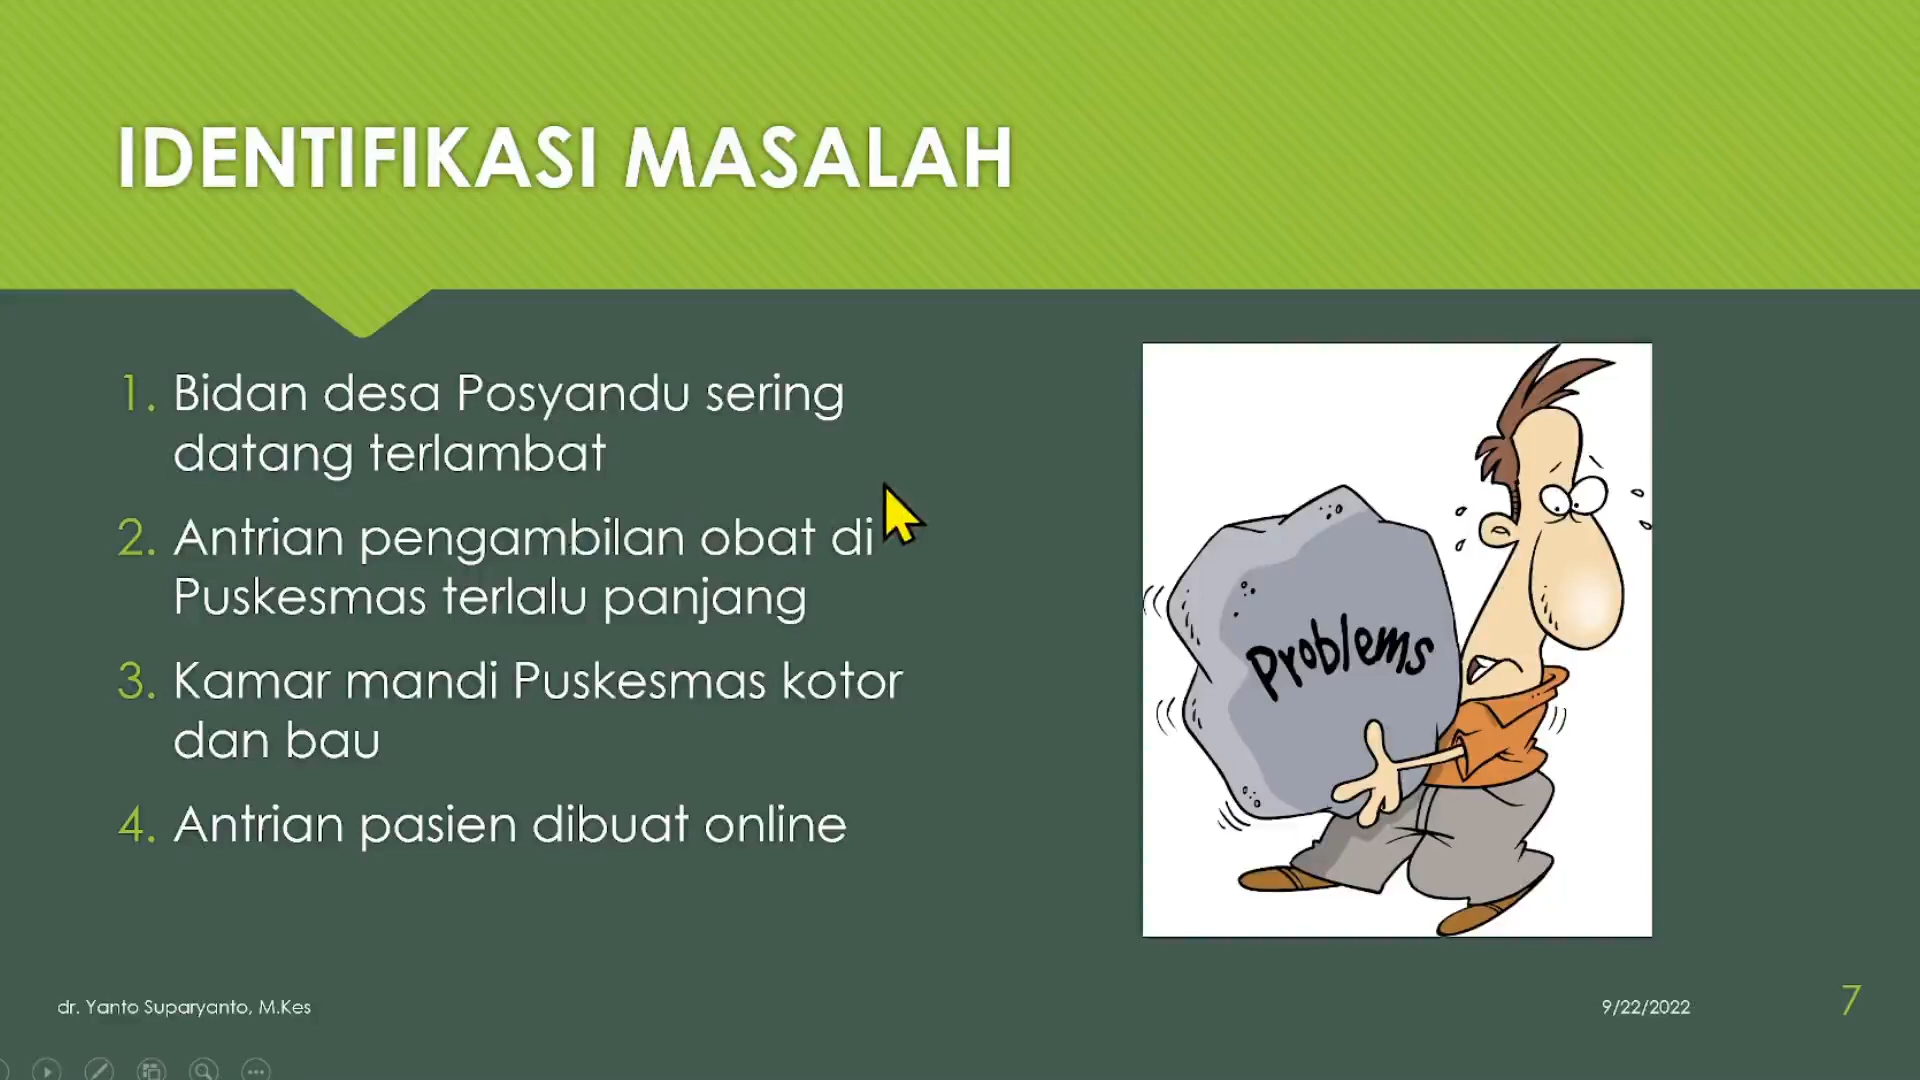 IDENTIFIKASI MASALAH
1. Bidan desa Posyandu sering
datang terlambat
2. Antrian pengambilan obat di
Puskesmas terlalu panjang
3. Kamar mandi Puskesmas kotor
dan bau
4. Antrian pasien dibuat online
Problems
dr. Yanto Suparyanto, M.Kes
9/22/2022
7